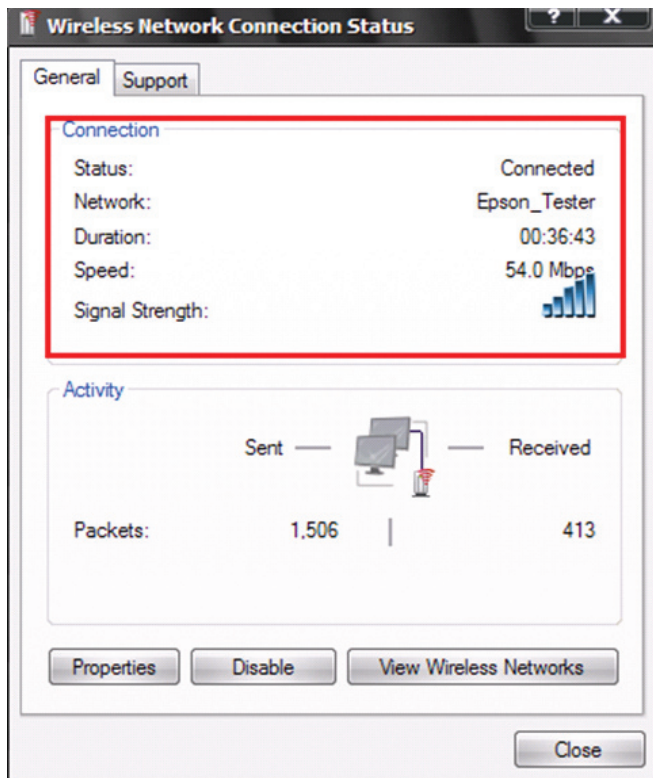 Wireless Network Connection Status
? X
General Support
Connection
Status: Connected
Network: Epson_Tester
Duration: 00:36:43
Speed: 54.0 Mbps
Signal Strength:
Activity
Sent Received
Packets: 1,506 413
Properties Disable View Wireless Networks
Close